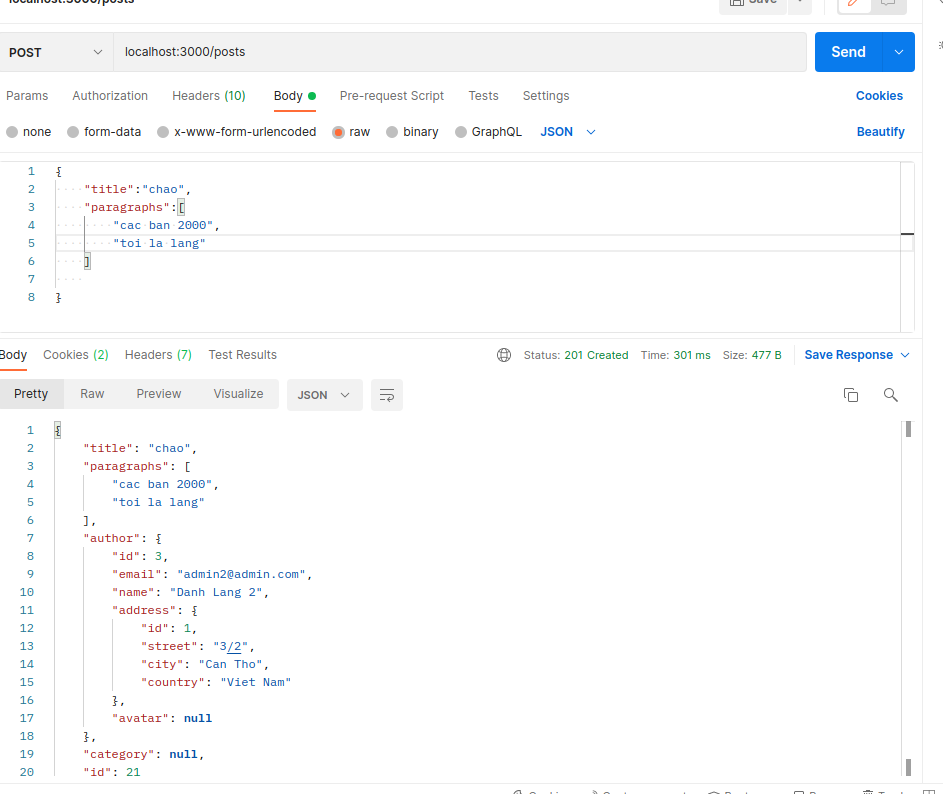 localhost:3000/posts
Save
POST
localhost:3000/posts
Send
Params Authorization Headers (10) Body Pre-request Script Tests Settings Cookies
none form-data x-www-form-urlencoded raw binary GraphQL JSON Beautify
1 {
2 "title":"chao",
3 "paragraphs":[
4 "cac ban 2000",
5 "toi la lang"
6 ]
7
8 }
Body Cookies (2) Headers (7) Test Results Status: 201 Created Time: 301 ms Size: 477 B Save Response
Pretty Raw Preview Visualize JSON
1 {
2 "title": "chao",
3 "paragraphs": [
4 "cac ban 2000",
5 "toi la lang"
6 ],
7 "author": {
8 "id": 3,
9 "email": "admin2@admin.com",
10 "name": "Danh Lang 2",
11 "address": {
12 "id": 1,
13 "street": "3/2",
14 "city": "Can Tho",
15 "country": "Viet Nam"
16 },
17 "avatar": null
18 },
19 "category": null,
20 "id": 21